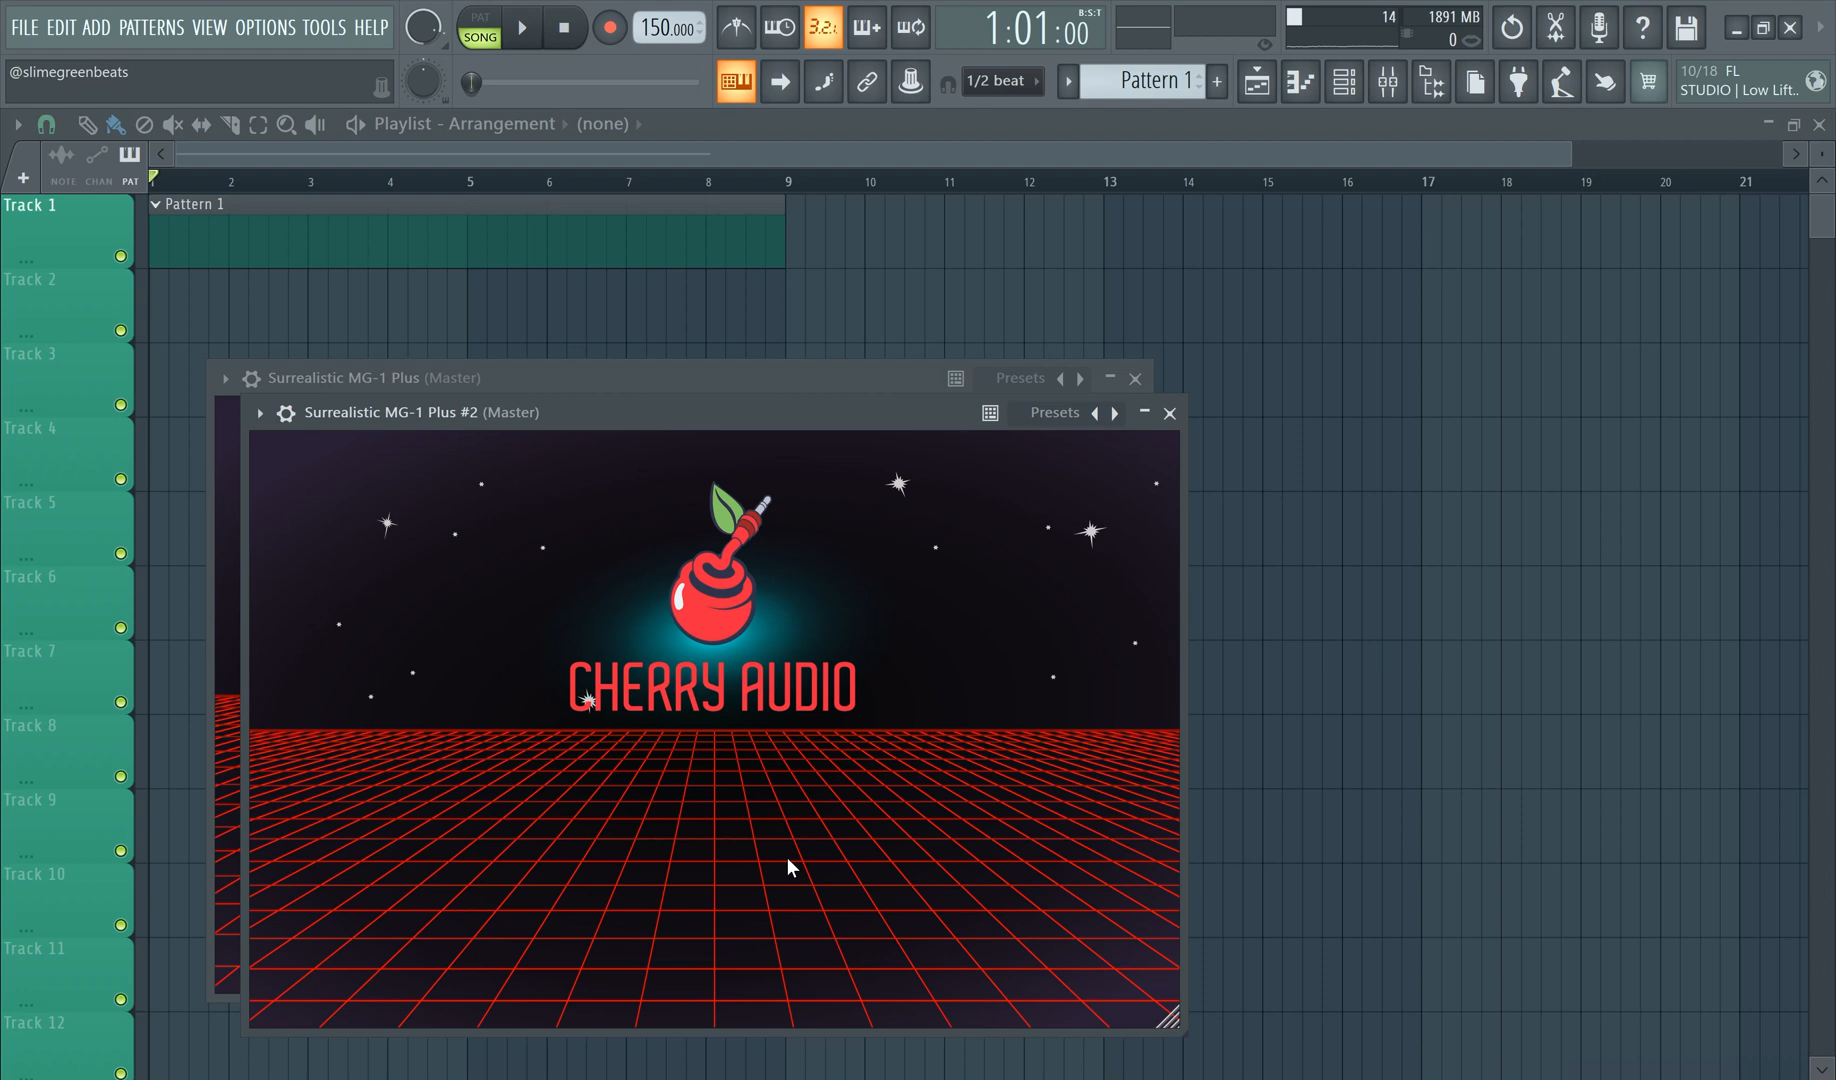 FILE EDIT ADD PATTERNS VIEW OPTIONS TOOLS HELP
PAT
SONG
150.000
3.2.1
1:01:00
B:S:T
14
1891 MB
0
@slimegreenbeats
1/2 beat
Pattern 1
+
10/18 FL
STUDIO | Low Lift..
Playlist - Arrangement (none)
NOTE CHAN PAT
1 2 3 4 5 6 7 8 9 10 11 12 13 14 15 16 17 18 19 20 21
Track 1
Pattern 1
Track 2
Track 3
Track 4
Track 5
Track 6
Track 7
Track 8
Track 9
Track 10
Track 11
Track 12
Surrealistic MG-1 Plus (Master)
Presets
Surrealistic MG-1 Plus #2 (Master)
Presets
CHERRY AUDIO